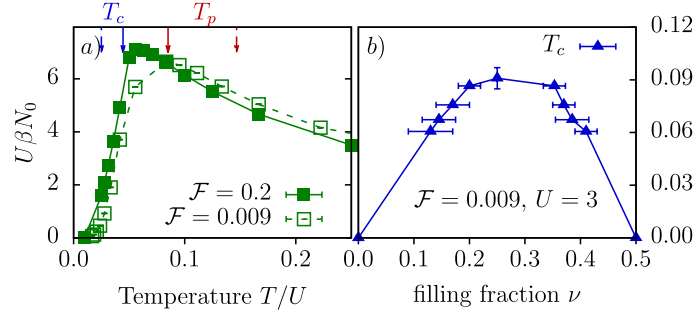 T_c T_p
a)
6
4
2
0
UβN_0
F = 0.2
F = 0.009
0.0 0.1 0.2
Temperature T/U
b)
T_c
0.12
0.09
0.06
0.03
0.00
F = 0.009, U = 3
0.0 0.1 0.2 0.3 0.4 0.5
filling fraction ν